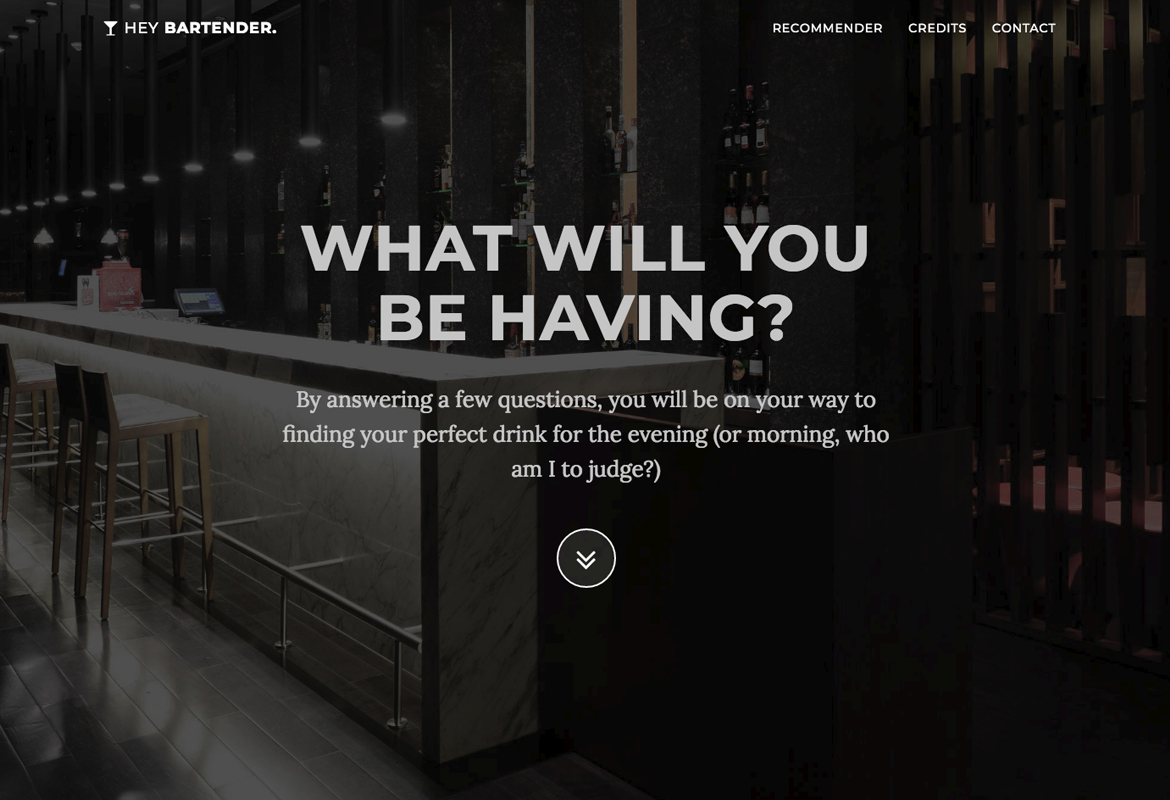 HEY BARTENDER.
RECOMMENDER CREDITS CONTACT
WHAT WILL YOU
BE HAVING?
By answering a few questions, you will be on your way to
finding your perfect drink for the evening (or morning, who
am I to judge?)